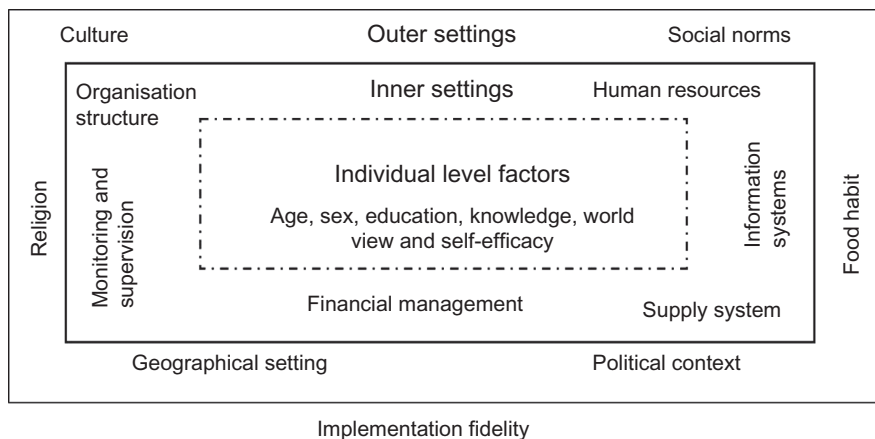 Culture
Outer settings
Social norms
Organisation
structure
Inner settings
Human resources
Religion
Monitoring and
supervision
Individual level factors
Age, sex, education, knowledge, world
view and self-efficacy
Information
systems
Food habit
Financial management
Supply system
Geographical setting
Political context
Implementation fidelity